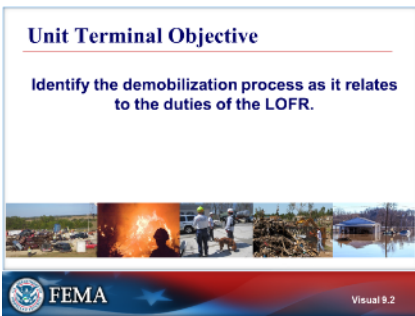 Unit Terminal Objective
Identify the demobilization process as it relates
to the duties of the LOFR.
FEMA
Visual 9.2